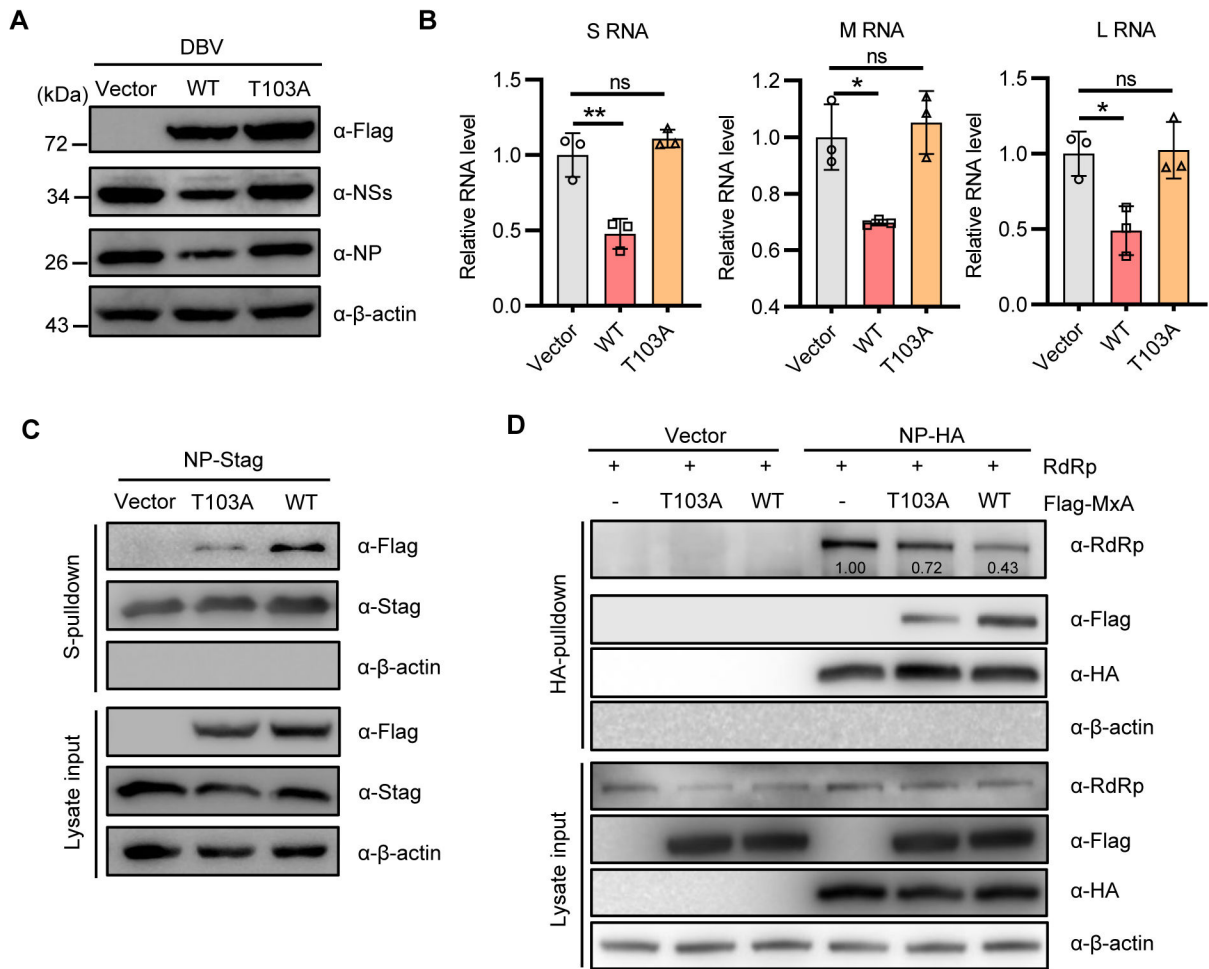 A
DBV
(kDa) Vector WT T103A
72 α-Flag
34 α-NSs
26 α-NP
43 α-β-actin
B
S RNA
Relative RNA level
1.5
1.0
0.5
0.0
ns
**
Vector WT T103A
M RNA
Relative RNA level
1.2
1.0
0.8
0.6
0.4
ns
*
Vector WT T103A
L RNA
Relative RNA level
1.5
1.0
0.5
0.0
ns
*
Vector WT T103A
C
NP-Stag
Vector T103A WT
S-pulldown
α-Flag
α-Stag
α-β-actin
Lysate input
α-Flag
α-Stag
α-β-actin
D
Vector NP-HA
+ + + + + + RdRp
- T103A WT - T103A WT Flag-MxA
HA-pulldown
α-RdRp
1.00 0.72 0.43
α-Flag
α-HA
α-β-actin
Lysate input
α-RdRp
α-Flag
α-HA
α-β-actin